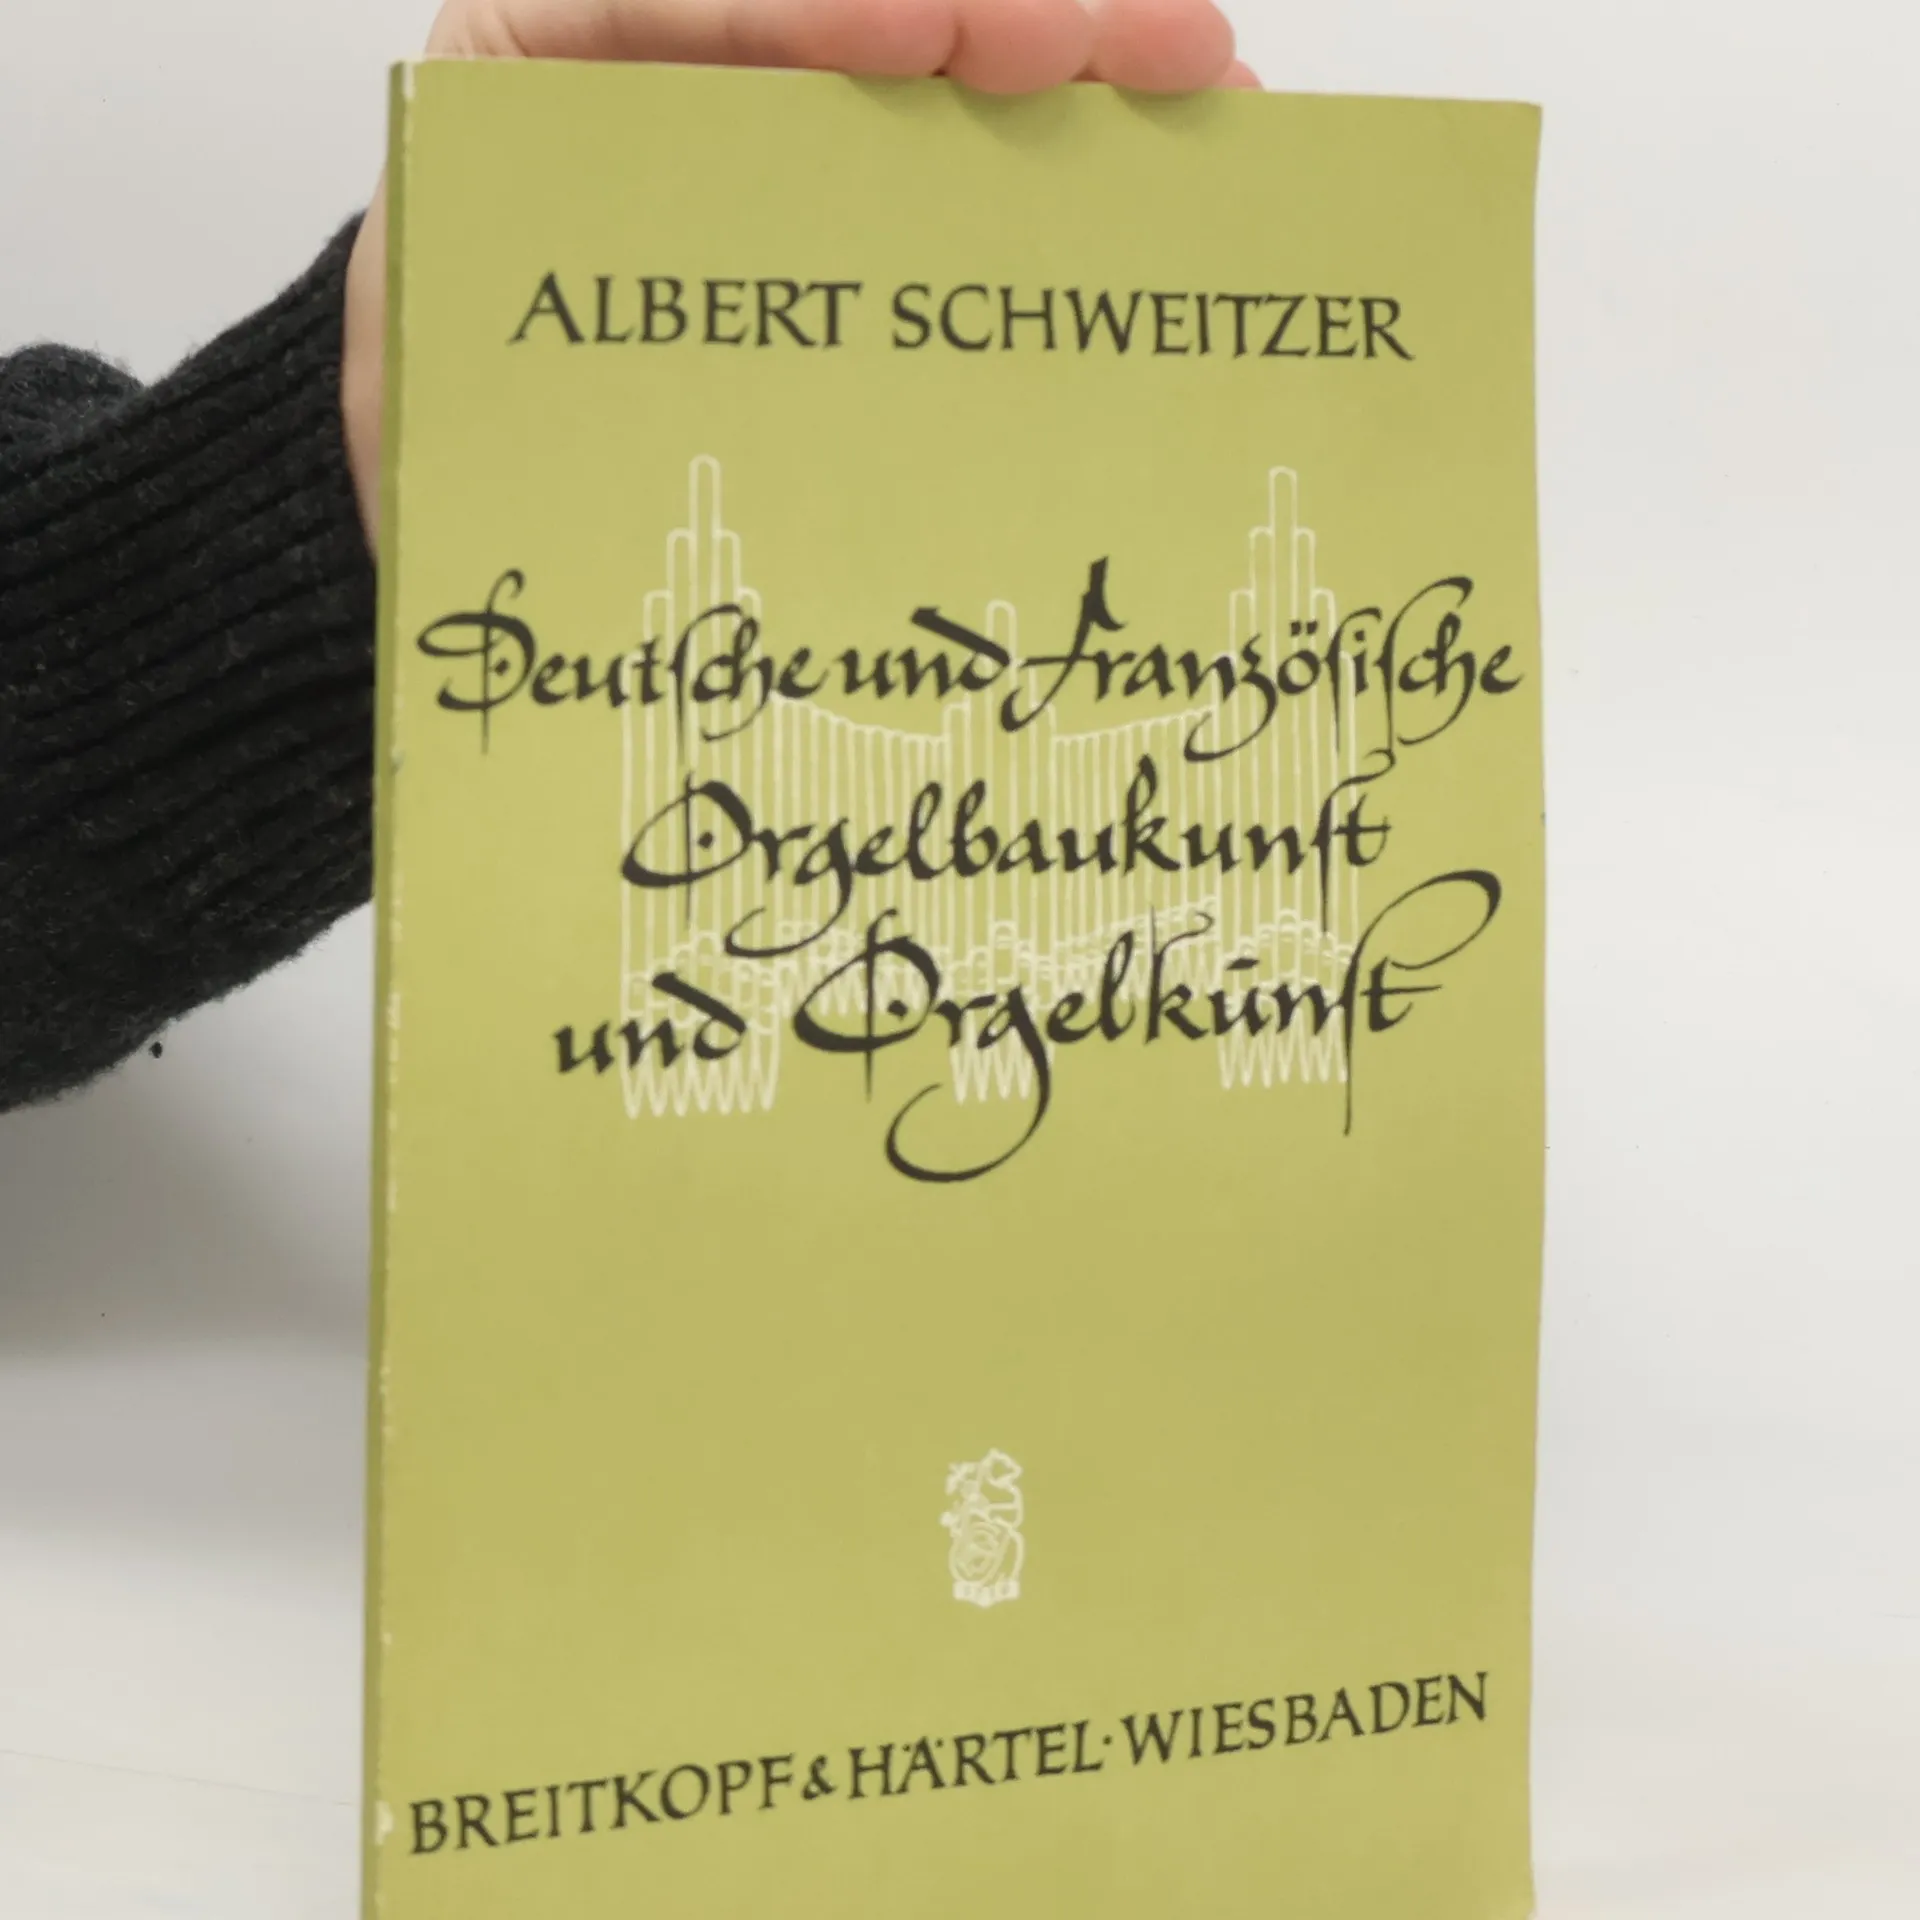 ALBERT SCHWEITZER
Deutſche und französiſche
Orgelbaukunſt
und Orgelkunſt
BREITKOPF & HÄRTEL · WIESBADEN